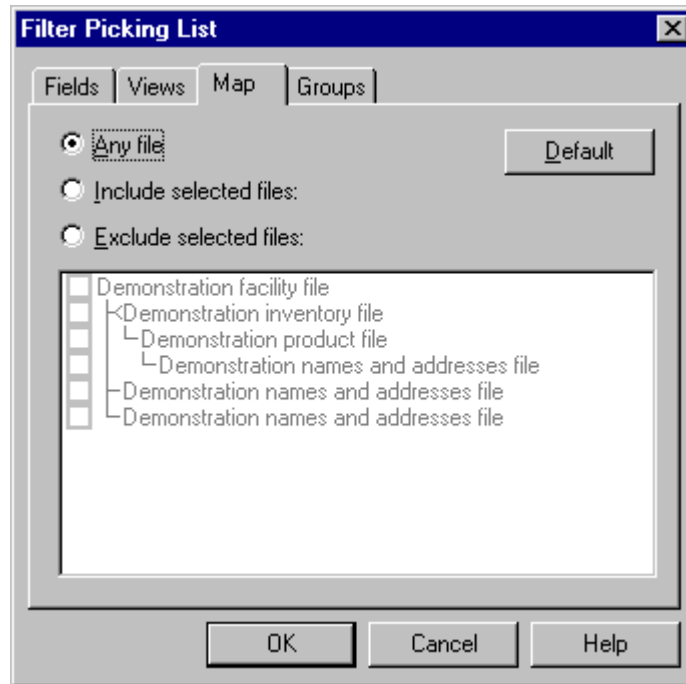 Filter Picking List
Fields Views Map Groups
Any file
Default
Include selected files:
Exclude selected files:
Demonstration facility file
Demonstration inventory file
Demonstration product file
Demonstration names and addresses file
Demonstration names and addresses file
Demonstration names and addresses file
OK Cancel Help